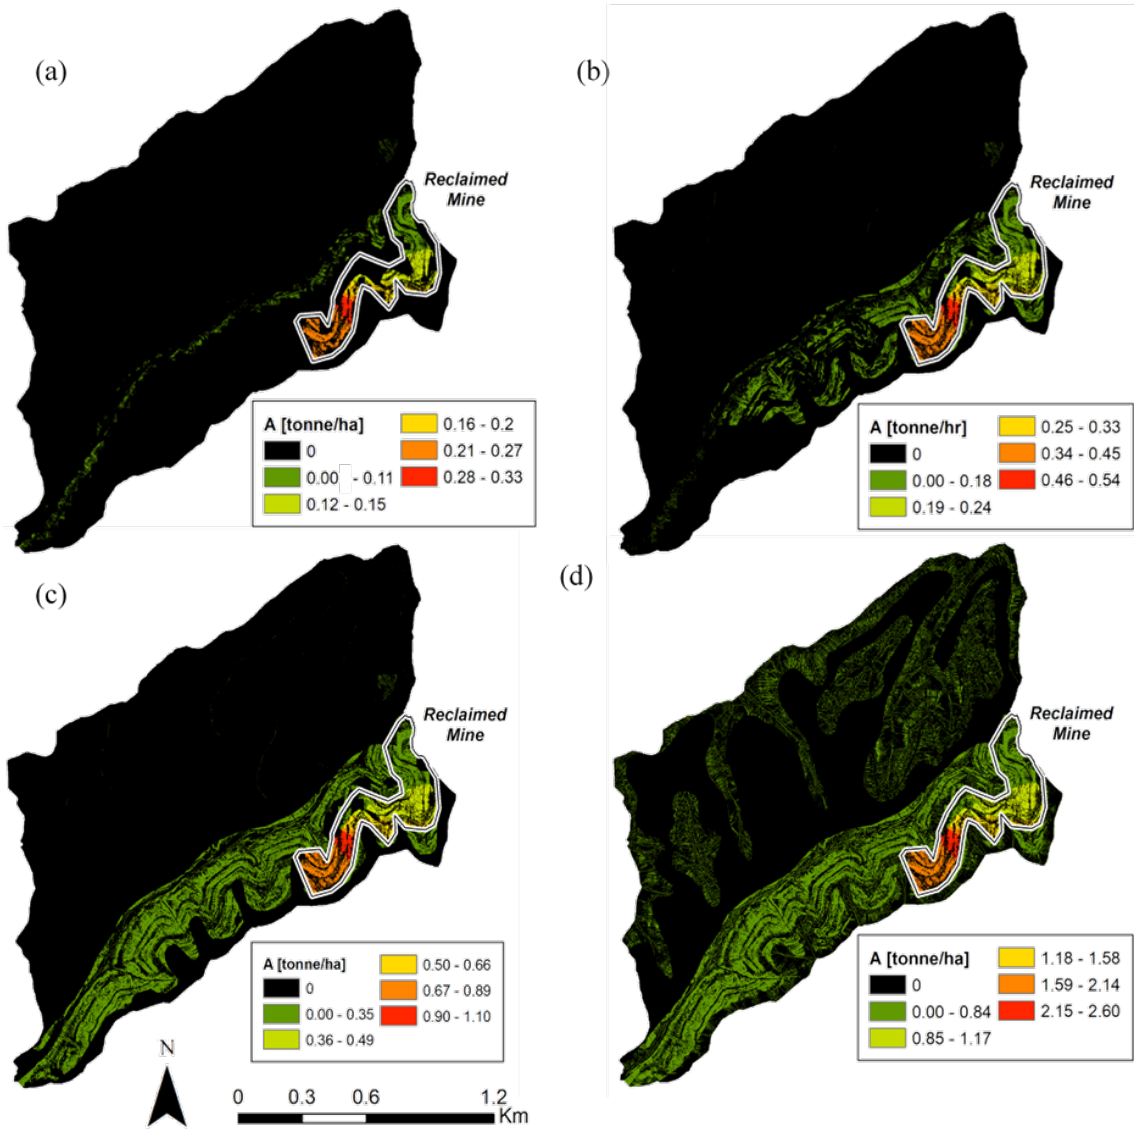 (a)
Reclaimed
Mine
A [tonne/ha]
0
0.00 - 0.11
0.12 - 0.15
0.16 - 0.2
0.21 - 0.27
0.28 - 0.33
(b)
Reclaimed
Mine
A [tonne/hr]
0
0.00 - 0.18
0.19 - 0.24
0.25 - 0.33
0.34 - 0.45
0.46 - 0.54
(c)
Reclaimed
Mine
A [tonne/ha]
0
0.00 - 0.35
0.36 - 0.49
0.50 - 0.66
0.67 - 0.89
0.90 - 1.10
N
0 0.3 0.6 1.2
Km
(d)
Reclaimed
Mine
A [tonne/ha]
0
0.00 - 0.84
0.85 - 1.17
1.18 - 1.58
1.59 - 2.14
2.15 - 2.60